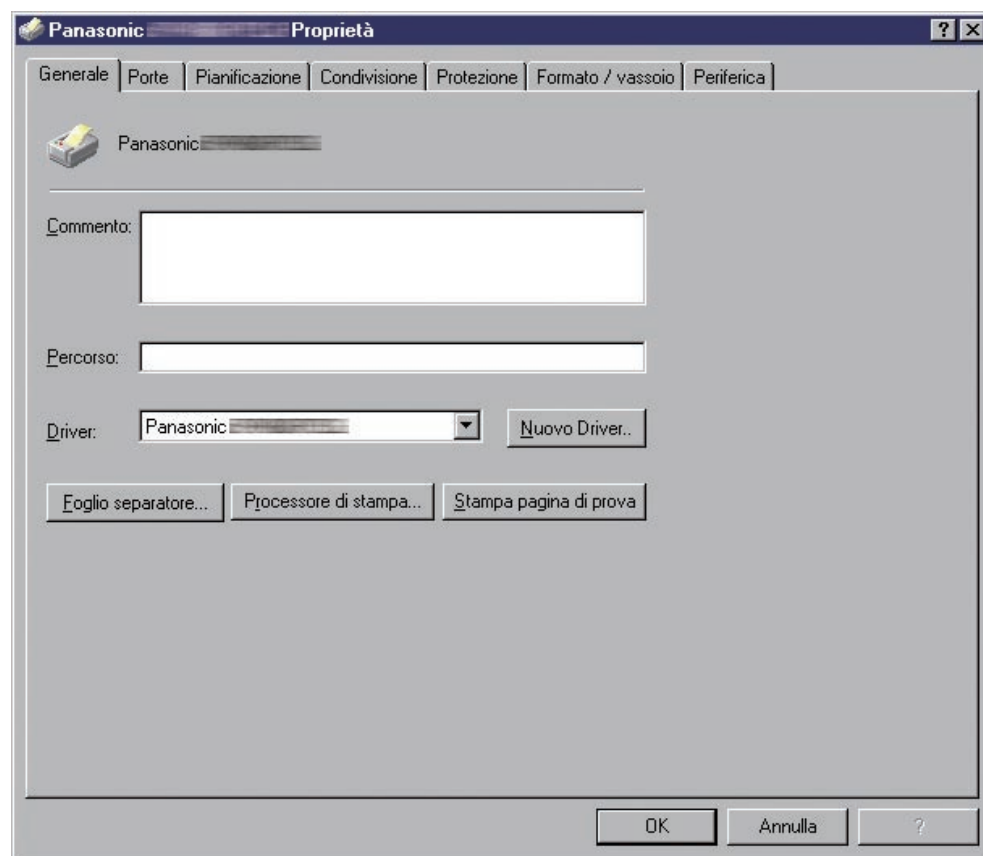 Panasonic Proprietà
Generale Porte Pianificazione Condivisione Protezione Formato / vassoio Periferica
Panasonic
Commento:
Percorso:
Driver: Panasonic Nuovo Driver..
Foglio separatore... Processore di stampa... Stampa pagina di prova
OK Annulla ?